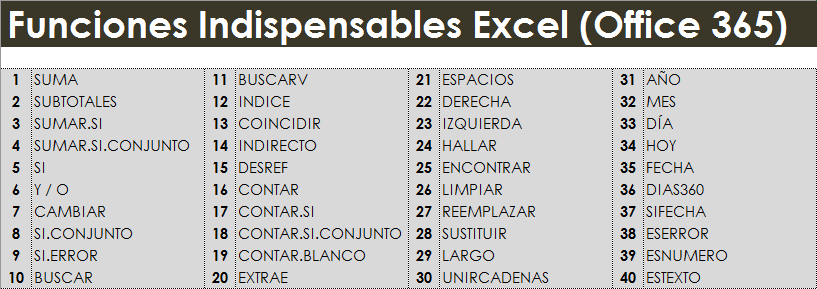 Funciones Indispensables Excel (Office 365)
1 SUMA 11 BUSCARV 21 ESPACIOS 31 AÑO
2 SUBTOTALES 12 INDICE 22 DERECHA 32 MES
3 SUMAR.SI 13 COINCIDIR 23 IZQUIERDA 33 DÍA
4 SUMAR.SI.CONJUNTO 14 INDIRECTO 24 HALLAR 34 HOY
5 SI 15 DESREF 25 ENCONTRAR 35 FECHA
6 Y / O 16 CONTAR 26 LIMPIAR 36 DIAS360
7 CAMBIAR 17 CONTAR.SI 27 REEMPLAZAR 37 SIFECHA
8 SI.CONJUNTO 18 CONTAR.SI.CONJUNTO 28 SUSTITUIR 38 ESERROR
9 SI.ERROR 19 CONTAR.BLANCO 29 LARGO 39 ESNUMERO
10 BUSCAR 20 EXTRAE 30 UNIRCADENAS 40 ESTEXTO